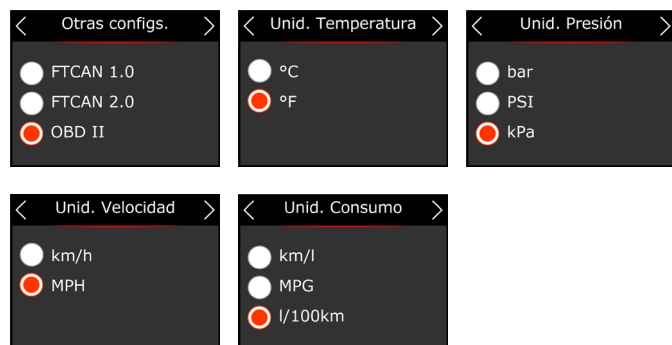 Otras configs.
FTCAN 1.0
FTCAN 2.0
OBD II
Unid. Temperatura
°C
°F
Unid. Presión
bar
PSI
kPa
Unid. Velocidad
km/h
MPH
Unid. Consumo
km/l
MPG
l/100km